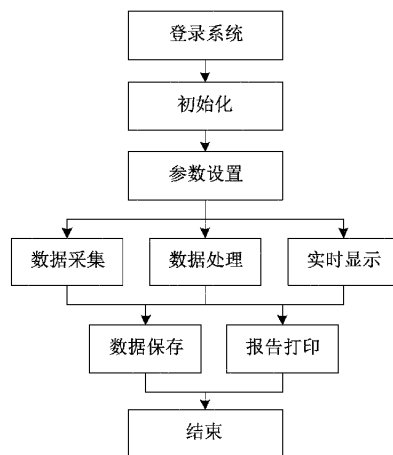 登录系统
初始化
参数设置
数据采集
数据处理
实时显示
数据保存
报告打印
结束